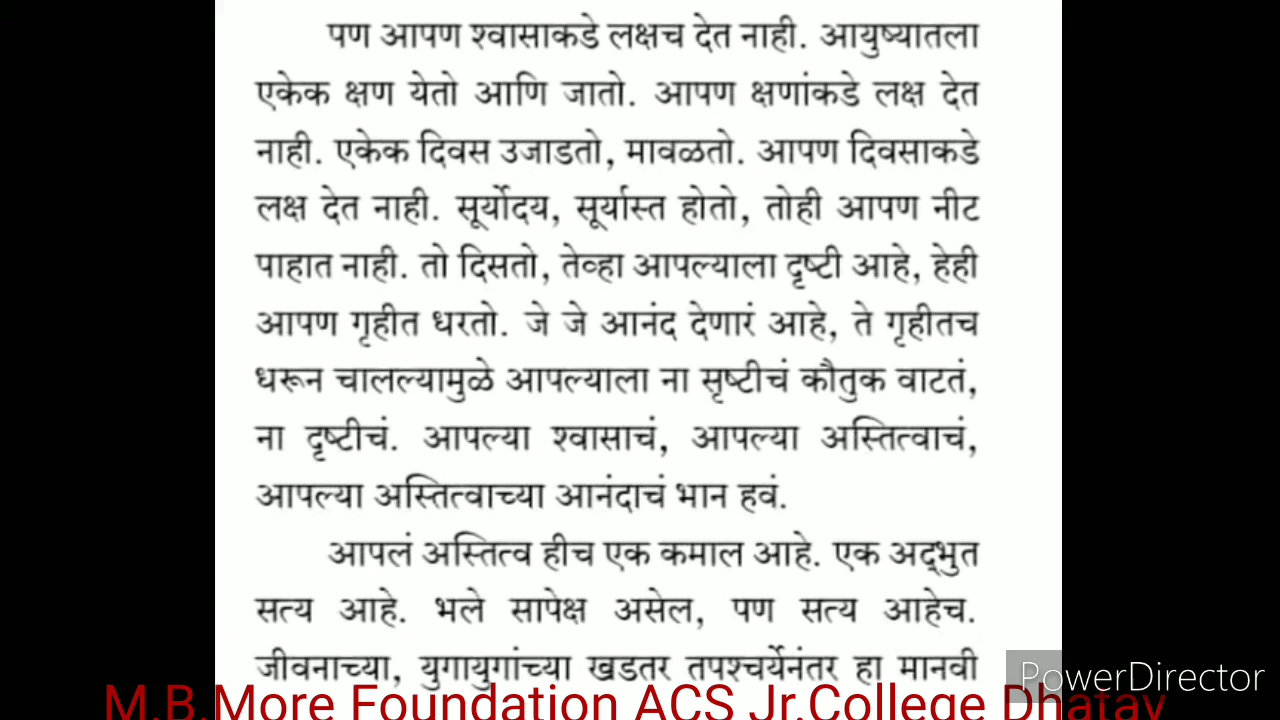 पण आपण श्वासाकडे लक्षच देत नाही. आयुष्यातला
एकेक क्षण येतो आणि जातो. आपण क्षणांकडे लक्ष देत
नाही. एकेक दिवस उजाडतो, मावळतो. आपण दिवसाकडे
लक्ष देत नाही. सूर्योदय, सूर्यास्त होतो, तोही आपण नीट
पाहात नाही. तो दिसतो, तेव्हा आपल्याला दृष्टी आहे, हेही
आपण गृहीत धरतो. जे जे आनंद देणारं आहे, ते गृहीतच
धरून चालल्यामुळे आपल्याला ना सृष्टीचं कौतुक वाटतं,
ना दृष्टीचं. आपल्या श्वासाचं, आपल्या अस्तित्वाचं,
आपल्या अस्तित्वाच्या आनंदाचं भान हवं.
आपलं अस्तित्व हीच एक कमाल आहे. एक अद्‌भुत
सत्य आहे. भले सापेक्ष असेल, पण सत्य आहेच.
जीवनाच्या, युगायुगांच्या खडतर तपश्चर्येनंतर हा मानवी
PowerDirector
M.B.More Foundation ACS Jr.College Dhatav